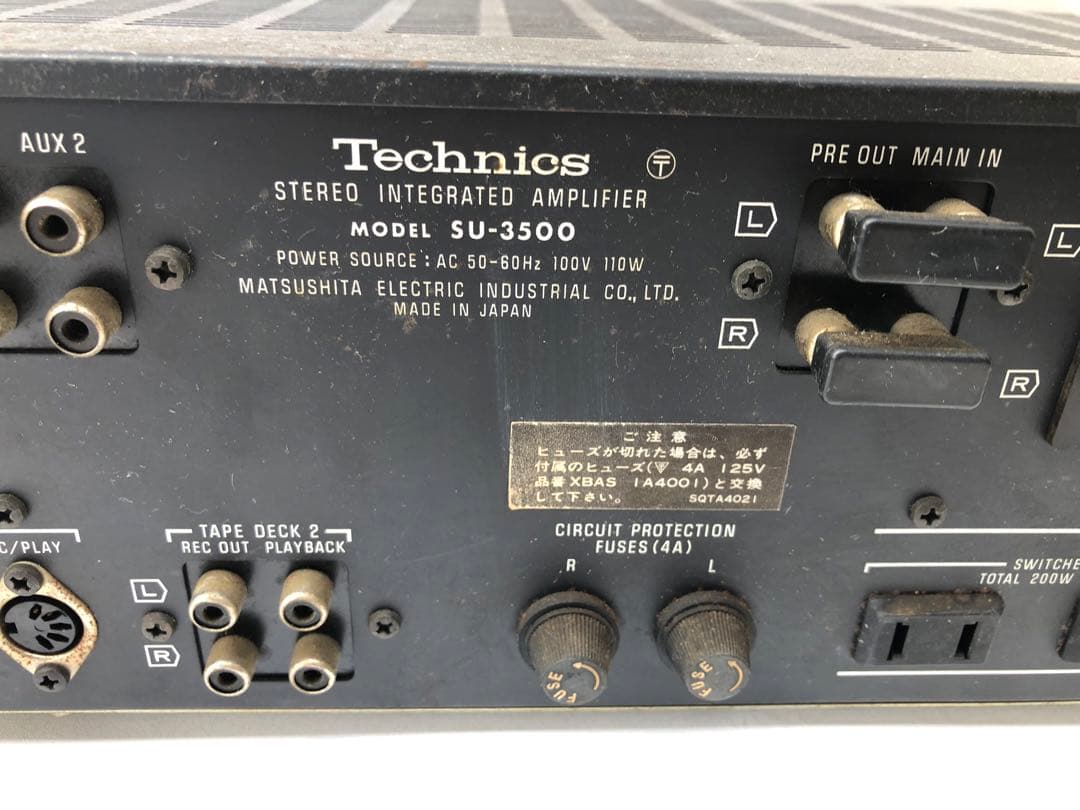 AUX 2
Technics
STEREO INTEGRATED AMPLIFIER
MODEL SU-3500
POWER SOURCE : AC 50-60Hz 100V 110W
MATSUSHITA ELECTRIC INDUSTRIAL CO., LTD.
MADE IN JAPAN
PRE OUT MAIN IN
L
L
R
R
ご注意
ヒューズが切れた場合は、必ず
付属のヒューズ( 4A 125V
品番XBAS 1A4001)と交換
して下さい。 SQTA4021
C/PLAY
TAPE DECK 2
REC OUT PLAYBACK
L
R
CIRCUIT PROTECTION
FUSES (4A)
R L
FUSE
FUSE
SWITCHE
TOTAL 200W